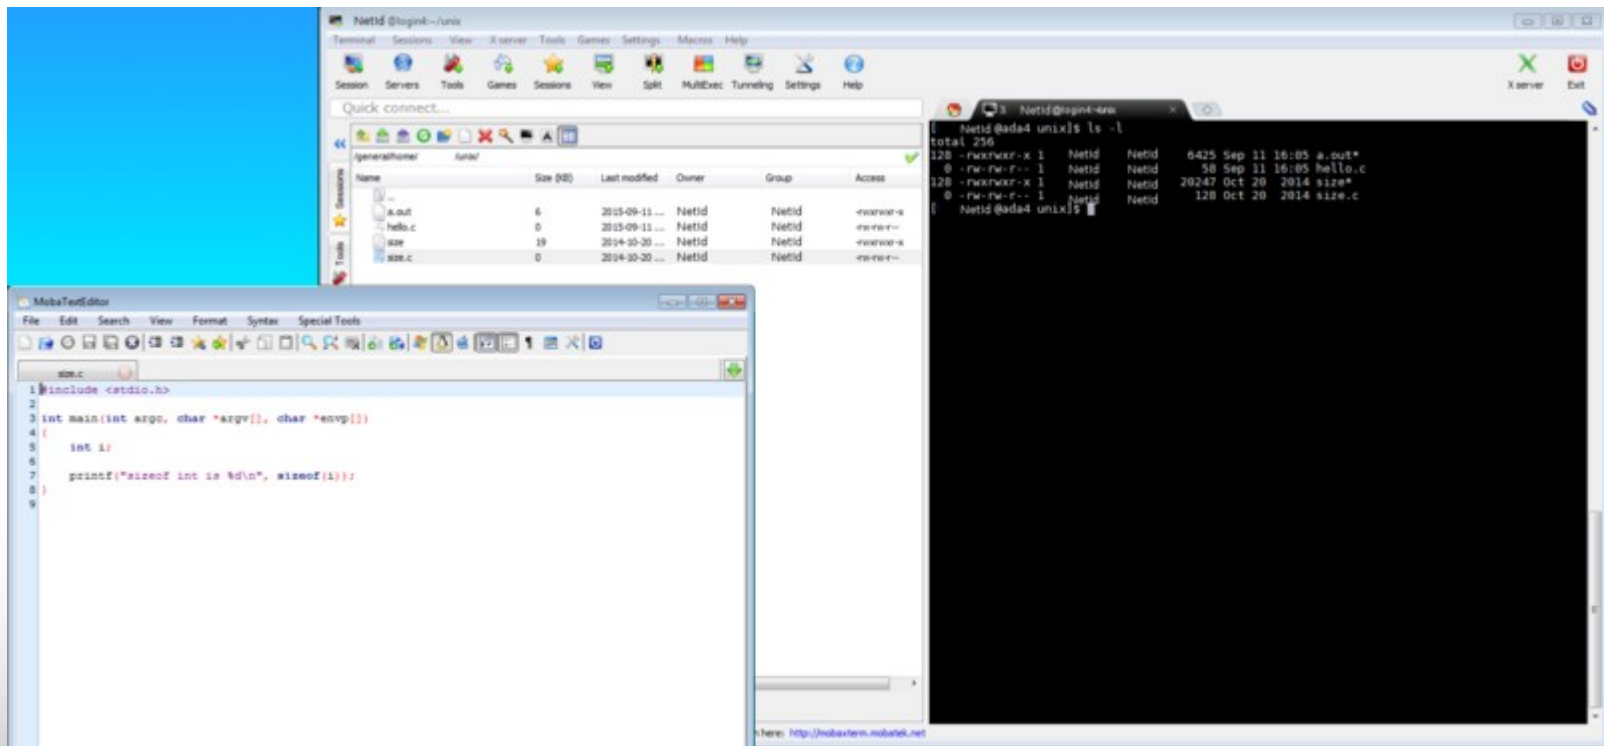 NetId @login4:~/unix
Terminal Sessions View X server Tools Games Settings Macros Help
Session Servers Tools Games Sessions View Split MultiExec Tunneling Settings Help X server Exit
Quick connect...
3. NetId@login4:~/unix
/general/home/ /unix/
Sessions
Tools
Name Size (KB) Last modified Owner Group Access
..
a.out 6 2015-09-11 ... NetId NetId -rwxrwxr-x
hello.c 0 2015-09-11 ... NetId NetId -rw-rw-r--
size 19 2014-10-20 ... NetId NetId -rwxrwxr-x
size.c 0 2014-10-20 ... NetId NetId -rw-rw-r--
[ NetId @ada4 unix]$ ls -l
total 256
128 -rwxrwxr-x 1 NetId NetId 6425 Sep 11 16:05 a.out*
0 -rw-rw-r-- 1 NetId NetId 58 Sep 11 16:05 hello.c
128 -rwxrwxr-x 1 NetId NetId 20247 Oct 20 2014 size*
0 -rw-rw-r-- 1 NetId NetId 128 Oct 20 2014 size.c
[ NetId @ada4 unix]$
MobaTextEditor
File Edit Search View Format Syntax Special Tools
size.c
1 #include <stdio.h>
2
3 int main(int argc, char *argv[], char *envp[])
4 {
5 int i;
6
7 printf("sizeof int is %d\n", sizeof(i));
8 }
9
here: http://mobaxterm.mobatek.net